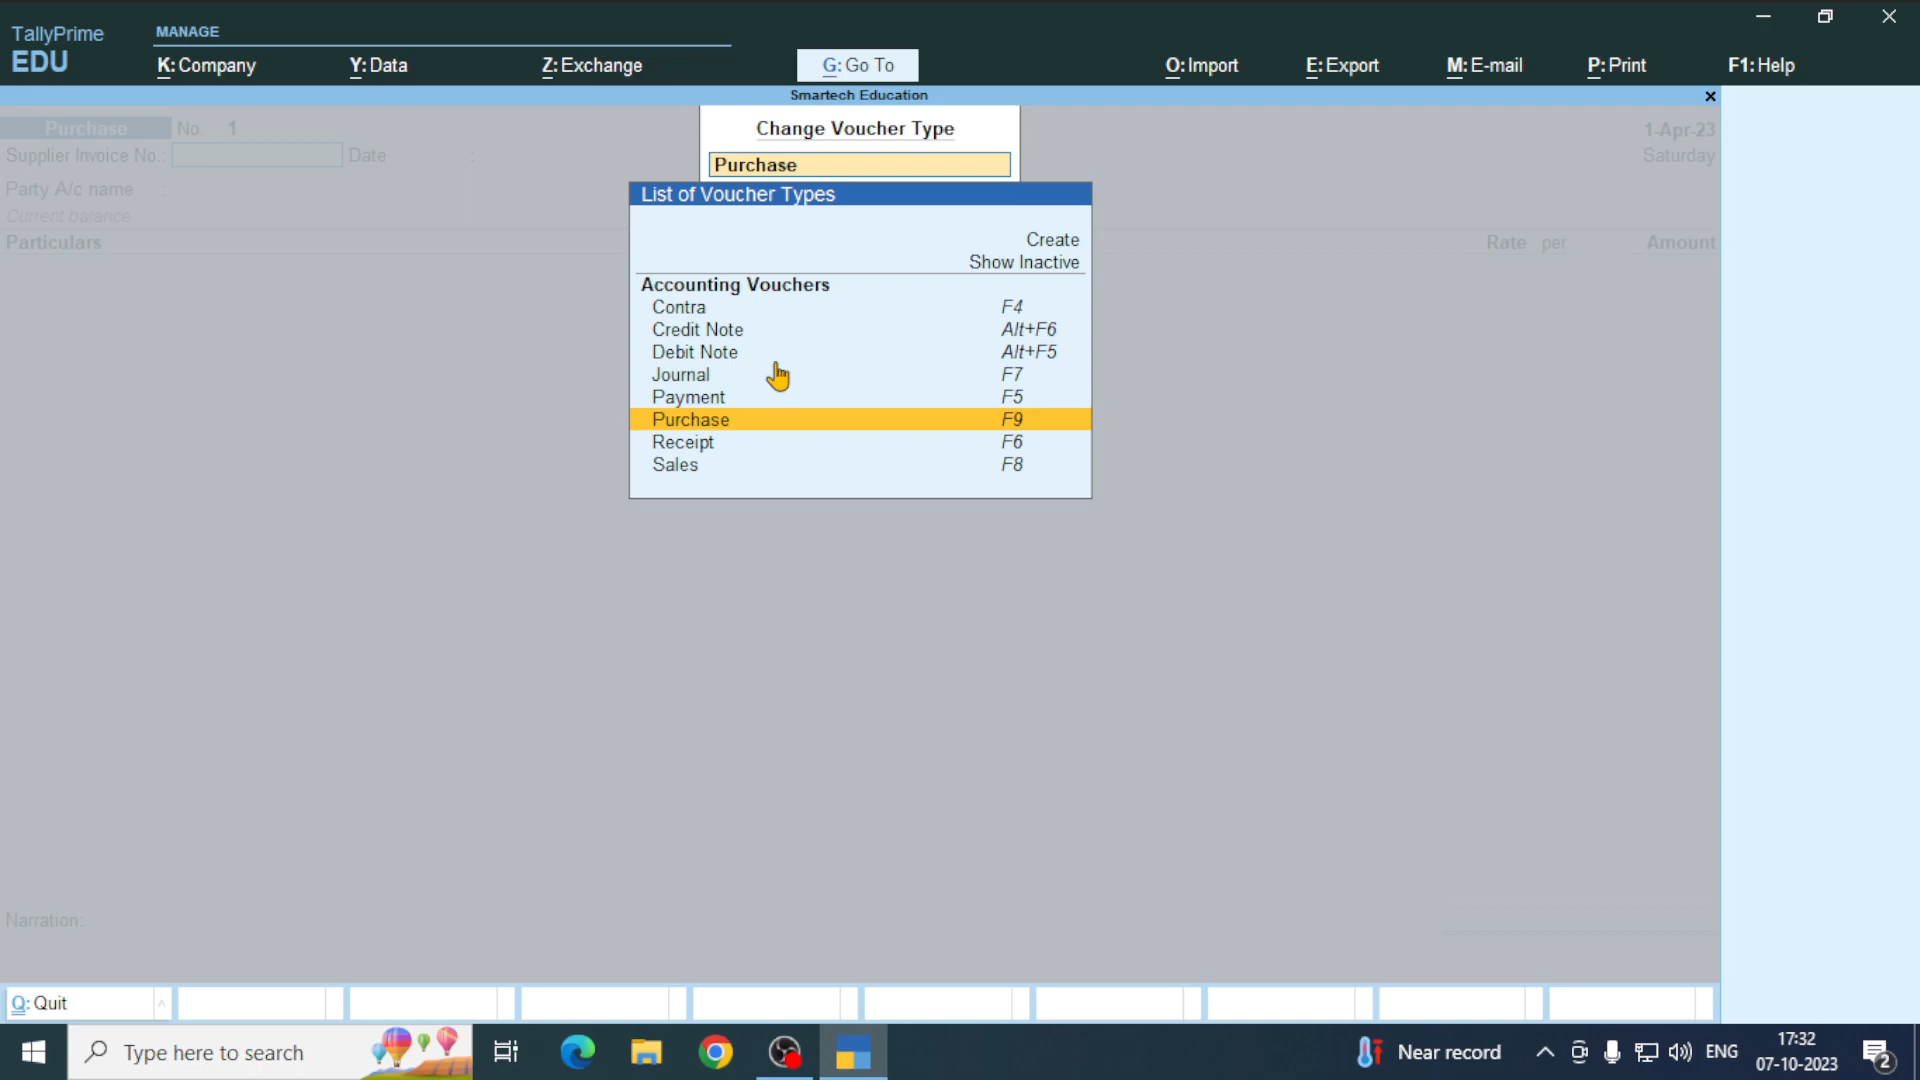 TallyPrime
EDU
MANAGE
K: Company
Y: Data
Z: Exchange
G: Go To
O: Import
E: Export
M: E-mail
P: Print
F1: Help
Smartech Education
Purchase No. 1
1-Apr-23
Supplier Invoice No.: Date :
Saturday
Party A/c name :
Current balance
Particulars Rate per Amount
Change Voucher Type
Purchase
List of Voucher Types
Create
Show Inactive
Accounting Vouchers
Contra F4
Credit Note Alt+F6
Debit Note Alt+F5
Journal F7
Payment F5
Purchase F9
Receipt F6
Sales F8
Narration:
Q: Quit
Type here to search
Near record
ENG
17:32
07-10-2023
2